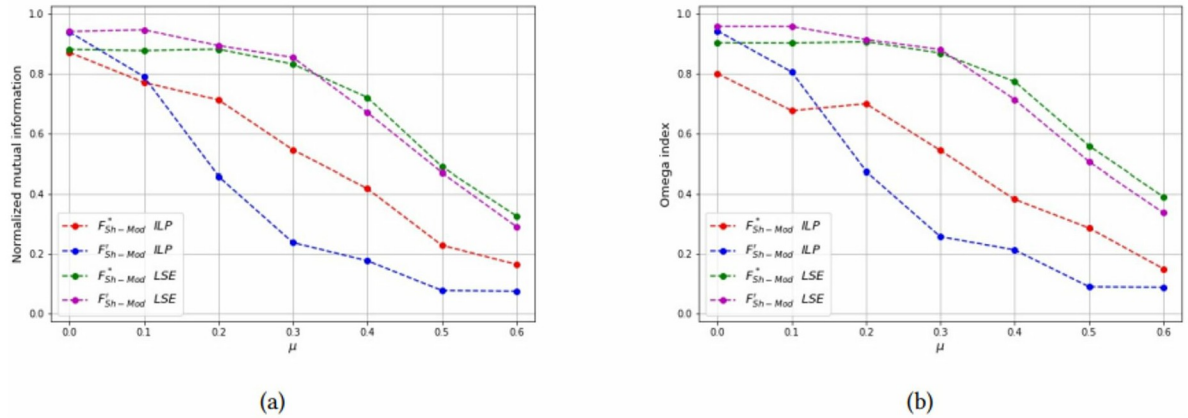 1.0
0.8
0.6
0.4
0.2
0.0
Normalized mutual information
F*Sh−Mod ILP
FrSh−Mod ILP
F*Sh−Mod LSE
FrSh−Mod LSE
0.0 0.1 0.2 0.3 0.4 0.5 0.6
μ
(a)
1.0
0.8
0.6
0.4
0.2
0.0
Omega index
F*Sh−Mod ILP
FrSh−Mod ILP
F*Sh−Mod LSE
FrSh−Mod LSE
0.0 0.1 0.2 0.3 0.4 0.5 0.6
μ
(b)